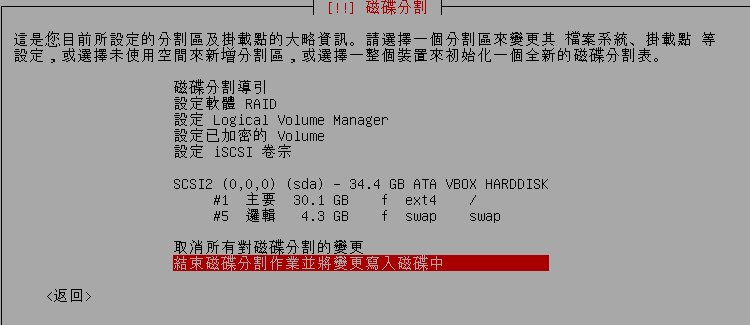 [!!] 磁碟分割
這是您目前所設定的分割區及掛載點的大略資訊。請選擇一個分割區來變更其 檔案系統、掛載點 等
設定，或選擇未使用空間來新增分割區，或選擇一整個裝置來初始化一個全新的磁碟分割表。
磁碟分割導引
設定軟體 RAID
設定 Logical Volume Manager
設定已加密的 Volume
設定 iSCSI 卷宗
SCSI2 (0,0,0) (sda) - 34.4 GB ATA VBOX HARDDISK
#1 主要 30.1 GB f ext4 /
#5 邏輯 4.3 GB f swap swap
取消所有對磁碟分割的變更
結束磁碟分割作業並將變更寫入磁碟中
<返回>